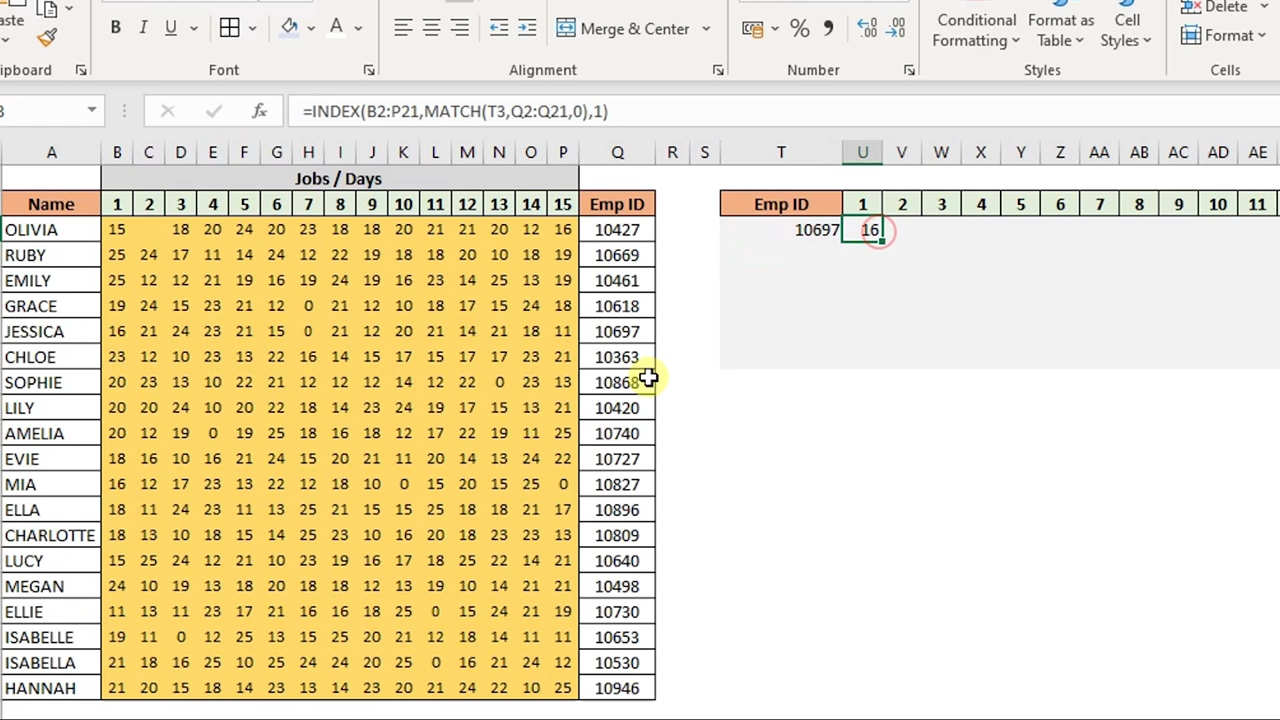 aste Delete
B I U A Merge & Center % 9 Conditional Format as Cell Format
Formatting Table Styles
ipboard Font Alignment Number Styles Cells
3 fx =INDEX(B2:P21,MATCH(T3,Q2:Q21,0),1)
A B C D E F G H I J K L M N O P Q R S T U V W X Y Z AA AB AC AD AE
Jobs / Days
Name 1 2 3 4 5 6 7 8 9 10 11 12 13 14 15 Emp ID Emp ID 1 2 3 4 5 6 7 8 9 10 11
OLIVIA 15 18 20 24 20 23 18 18 20 21 21 20 12 16 10427 10697 16
RUBY 25 24 17 11 14 24 12 22 19 18 18 20 10 18 19 10669
EMILY 25 12 12 21 19 16 19 24 19 16 23 14 25 13 19 10461
GRACE 19 24 15 23 21 12 0 21 12 10 18 17 15 24 18 10618
JESSICA 16 21 24 23 21 15 0 21 12 20 21 14 21 18 11 10697
CHLOE 23 12 10 23 13 22 16 14 15 17 15 17 17 23 21 10363
SOPHIE 20 23 13 10 22 21 12 12 12 14 12 22 0 23 13 10868
LILY 20 20 24 10 20 22 18 14 23 24 19 17 15 13 21 10420
AMELIA 20 12 19 0 19 25 18 16 18 12 17 22 19 11 25 10740
EVIE 18 16 10 16 21 24 15 20 21 11 20 14 13 24 22 10727
MIA 16 12 17 23 13 22 12 18 10 0 15 20 15 25 0 10827
ELLA 18 11 24 23 11 13 25 21 15 15 25 18 18 21 17 10896
CHARLOTTE 18 13 10 18 15 14 25 23 10 16 20 18 23 23 13 10809
LUCY 15 25 24 12 21 10 23 19 16 17 18 25 22 14 21 10640
MEGAN 24 10 19 13 18 20 18 18 12 13 19 10 14 21 21 10498
ELLIE 11 13 11 23 17 21 16 16 18 25 0 15 24 21 19 10730
ISABELLE 19 11 0 12 25 13 15 25 20 21 12 18 14 11 11 10653
ISABELLA 21 18 16 25 10 25 24 24 20 25 0 16 21 24 12 10530
HANNAH 21 20 15 18 14 23 13 14 23 20 21 24 22 10 25 10946